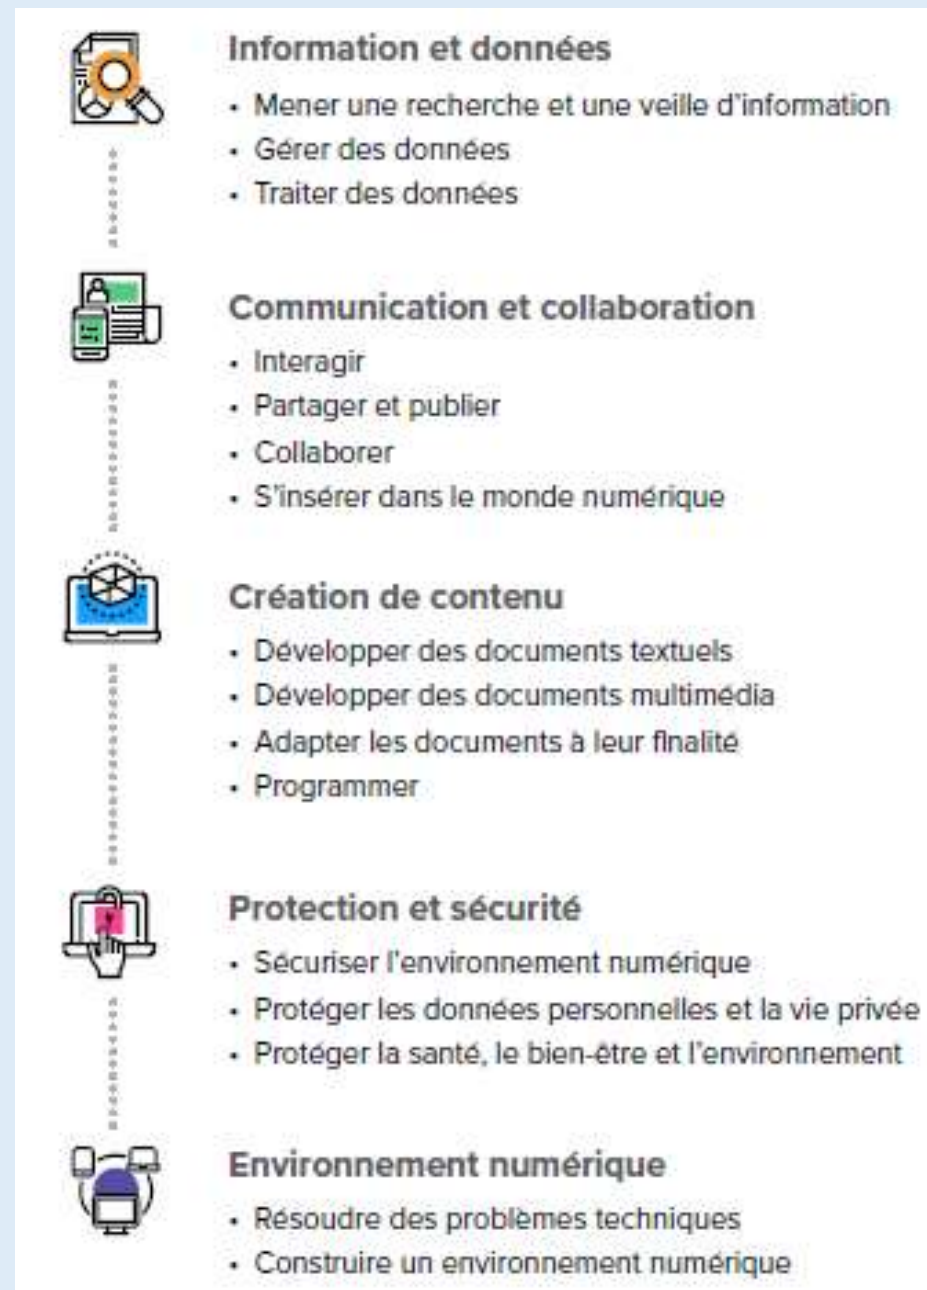 Information et données
• Mener une recherche et une veille d'information
• Gérer des données
• Traiter des données
Communication et collaboration
• Interagir
• Partager et publier
• Collaborer
• S'insérer dans le monde numérique
Création de contenu
• Développer des documents textuels
• Développer des documents multimédia
• Adapter les documents à leur finalité
• Programmer
Protection et sécurité
• Sécuriser l'environnement numérique
• Protéger les données personnelles et la vie privée
• Protéger la santé, le bien-être et l'environnement
Environnement numérique
• Résoudre des problèmes techniques
• Construire un environnement numérique